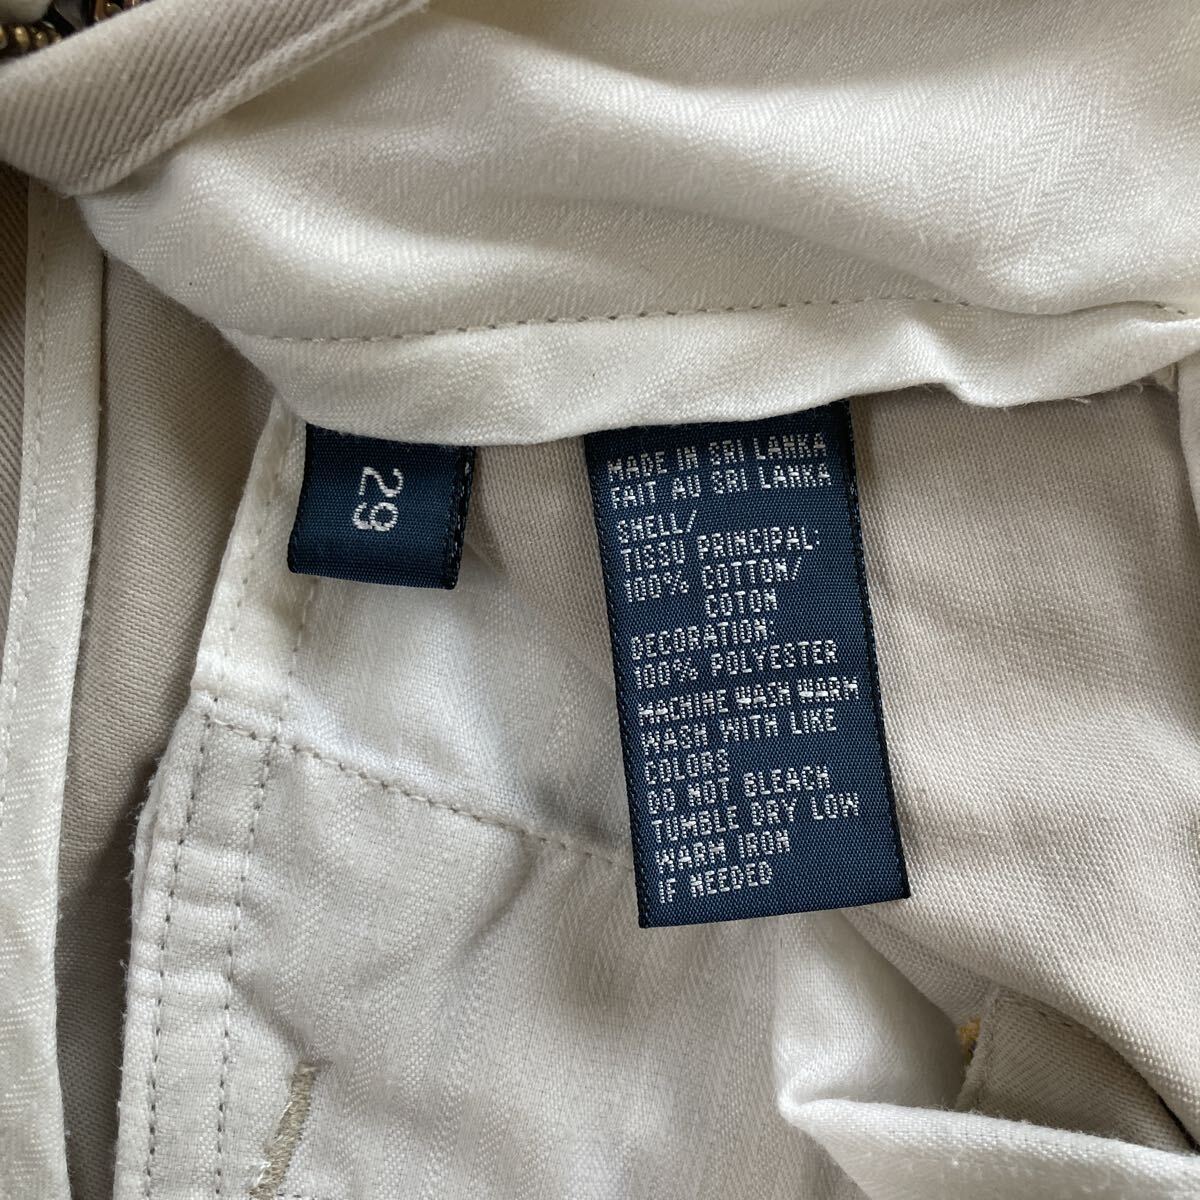 29
MADE IN SRI LANKA
FAIT AU SRI LANKA
SHELL/
TISSU PRINCIPAL:
100% COTTON/
COTON
DECORATION:
100% POLYESTER
MACHINE WASH WARM
WASH WITH LIKE
COLORS
DO NOT BLEACH
TUMBLE DRY LOW
WARM IRON
IF NEEDED